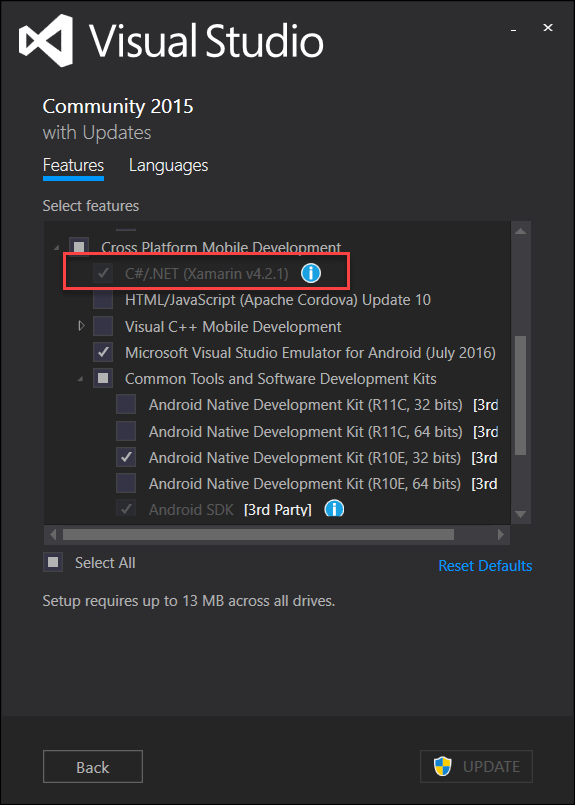 Visual Studio
Community 2015
with Updates
Features Languages
Select features
Cross Platform Mobile Development
C#/.NET (Xamarin v4.2.1)
HTML/JavaScript (Apache Cordova) Update 10
Visual C++ Mobile Development
Microsoft Visual Studio Emulator for Android (July 2016)
Common Tools and Software Development Kits
Android Native Development Kit (R11C, 32 bits) [3rd
Android Native Development Kit (R11C, 64 bits) [3rd
Android Native Development Kit (R10E, 32 bits) [3rd
Android Native Development Kit (R10E, 64 bits) [3rd
Android SDK [3rd Party]
Select All
Reset Defaults
Setup requires up to 13 MB across all drives.
Back
UPDATE